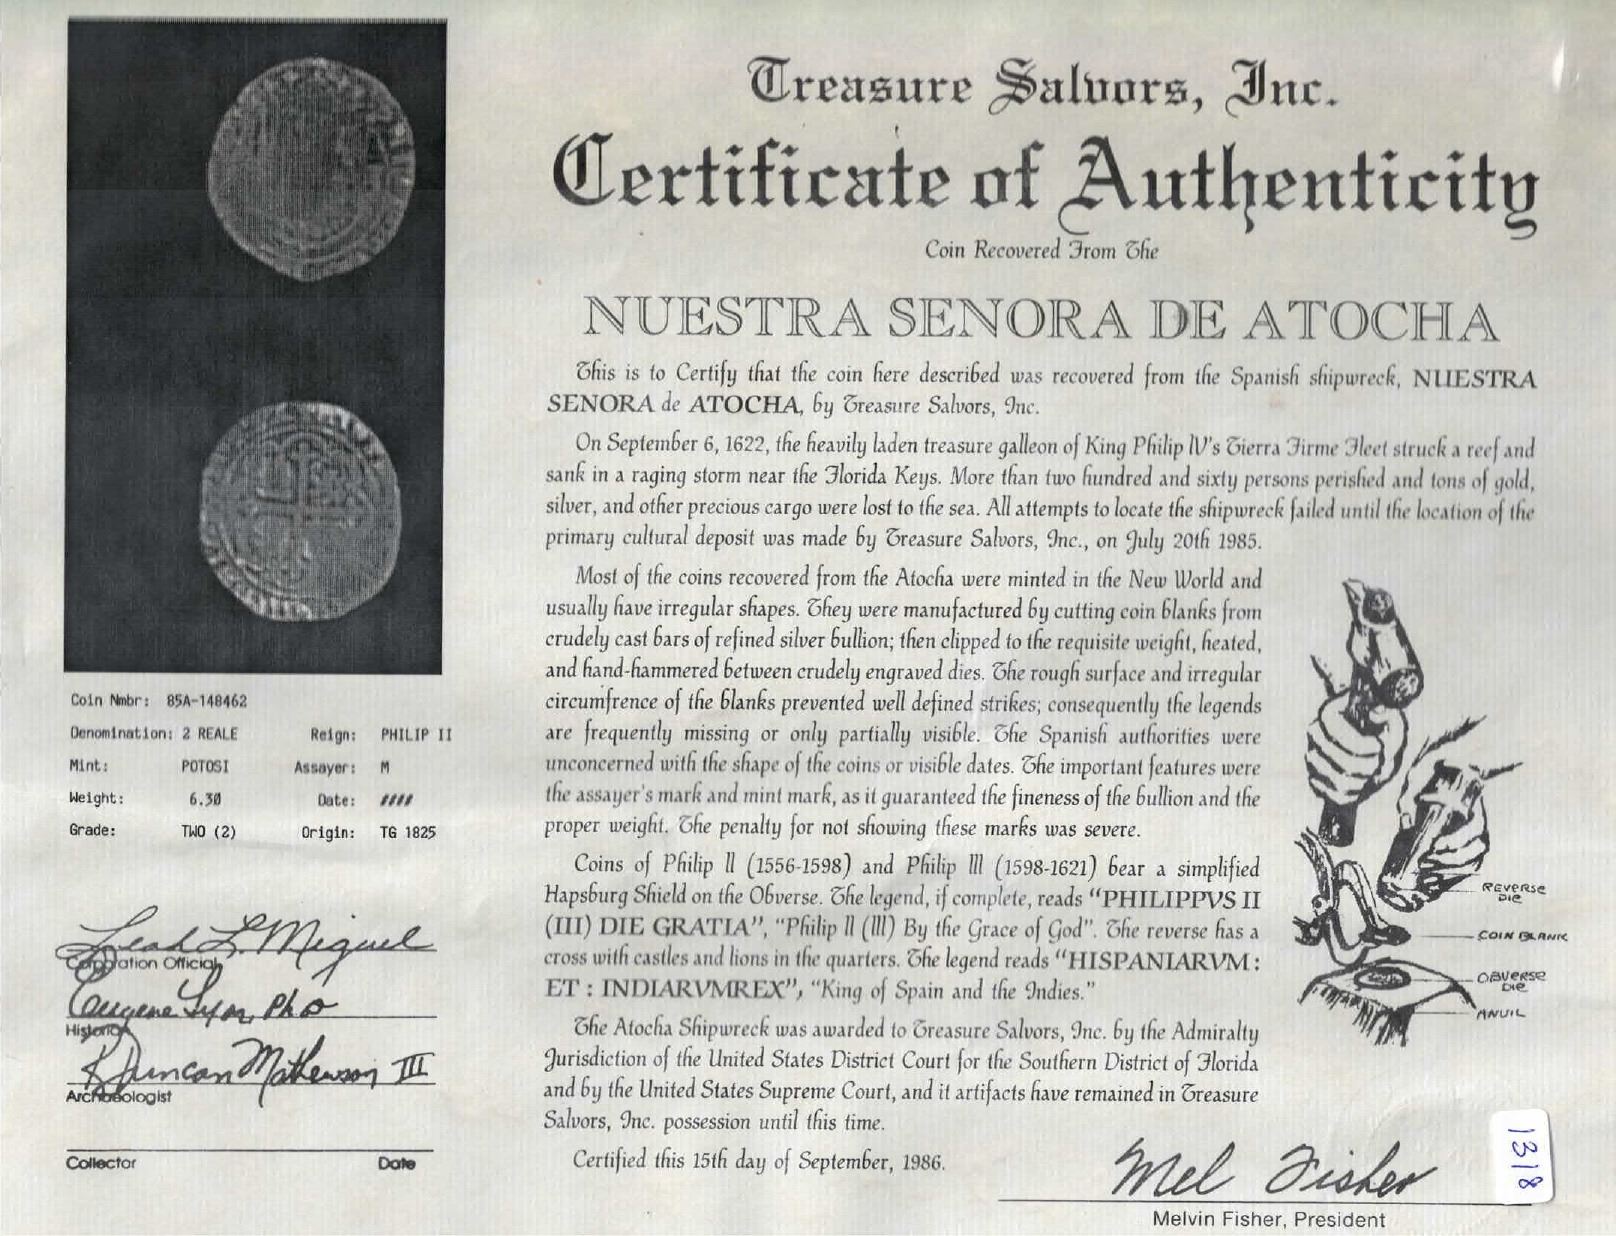 Treasure Salvors, Inc.
Certificate of Authenticity
Coin Recovered From The
NUESTRA SENORA DE ATOCHA
This is to Certify that the coin here described was recovered from the Spanish shipwreck, NUESTRA
SENORA de ATOCHA, by Treasure Salvors, Inc.
On September 6, 1622, the heavily laden treasure galleon of King Philip IV's Tierra Firme Fleet struck a reef and
sank in a raging storm near the Florida Keys. More than two hundred and sixty persons perished and tons of gold,
silver, and other precious cargo were lost to the sea. All attempts to locate the shipwreck failed until the location of the
primary cultural deposit was made by Treasure Salvors, Inc., on July 20th 1985.
Most of the coins recovered from the Atocha were minted in the New World and
usually have irregular shapes. They were manufactured by cutting coin blanks from
crudely cast bars of refined silver bullion; then clipped to the requisite weight, heated,
and hand-hammered between crudely engraved dies. The rough surface and irregular
circumfrence of the blanks prevented well defined strikes; consequently the legends
are frequently missing or only partially visible. The Spanish authorities were
unconcerned with the shape of the coins or visible dates. The important features were
the assayer's mark and mint mark, as it guaranteed the fineness of the bullion and the
proper weight. The penalty for not showing these marks was severe.
Coins of Philip II (1556-1598) and Philip III (1598-1621) bear a simplified
Hapsburg Shield on the Obverse. The legend, if complete, reads "PHILIPPVS II
(III) DIE GRATIA", "Philip II (III) By the Grace of God". The reverse has a
cross with castles and lions in the quarters. The legend reads "HISPANIARVM:
ET : INDIARVMREX", "King of Spain and the Indies."
The Atocha Shipwreck was awarded to Treasure Salvors, Inc. by the Admiralty
Jurisdiction of the United States District Court for the Southern District of Florida
and by the United States Supreme Court, and it artifacts have remained in Treasure
Salvors, Inc. possession until this time.
Certified this 15th day of September, 1986.
Mel Fisher
Melvin Fisher, President
REVERSE
DIE
COIN BLANK
OBVERSE
DIE
ANVIL
1318
Coin Nmbr: 85A-148462
Denomination: 2 REALE Reign: PHILIP II
Mint: POTOSI Assayer: M
Weight: 6.30 Date: ////
Grade: TWO (2) Origin: TG 1825
Leah L. Miguel
Corporation Official
Eugene Lyon, PhD
Historian
R Duncan Mathewson III
Archaeologist
Collector Date